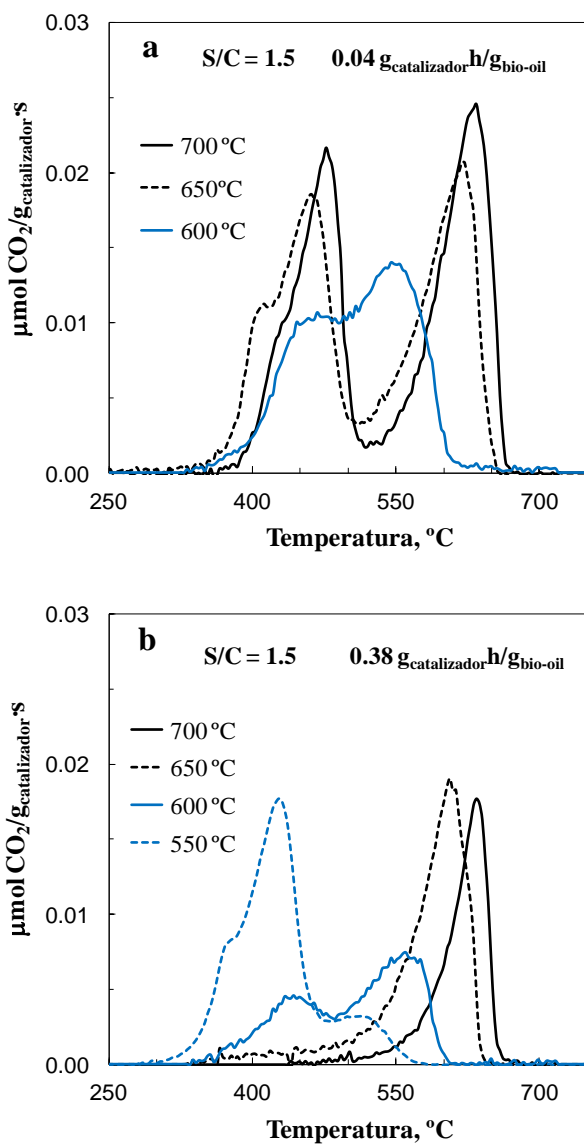 a
S/C = 1.5 0.04 gcatalizadorh/gbio-oil
700 ºC
650ºC
600 ºC
µmol CO2/gcatalizador·s
0.03
0.02
0.01
0.00
250 400 550 700
Temperatura, ºC
b
S/C = 1.5 0.38 gcatalizadorh/gbio-oil
700 ºC
650 ºC
600 ºC
550 ºC
µmol CO2/gcatalizador·s
0.03
0.02
0.01
0.00
250 400 550 700
Temperatura, ºC